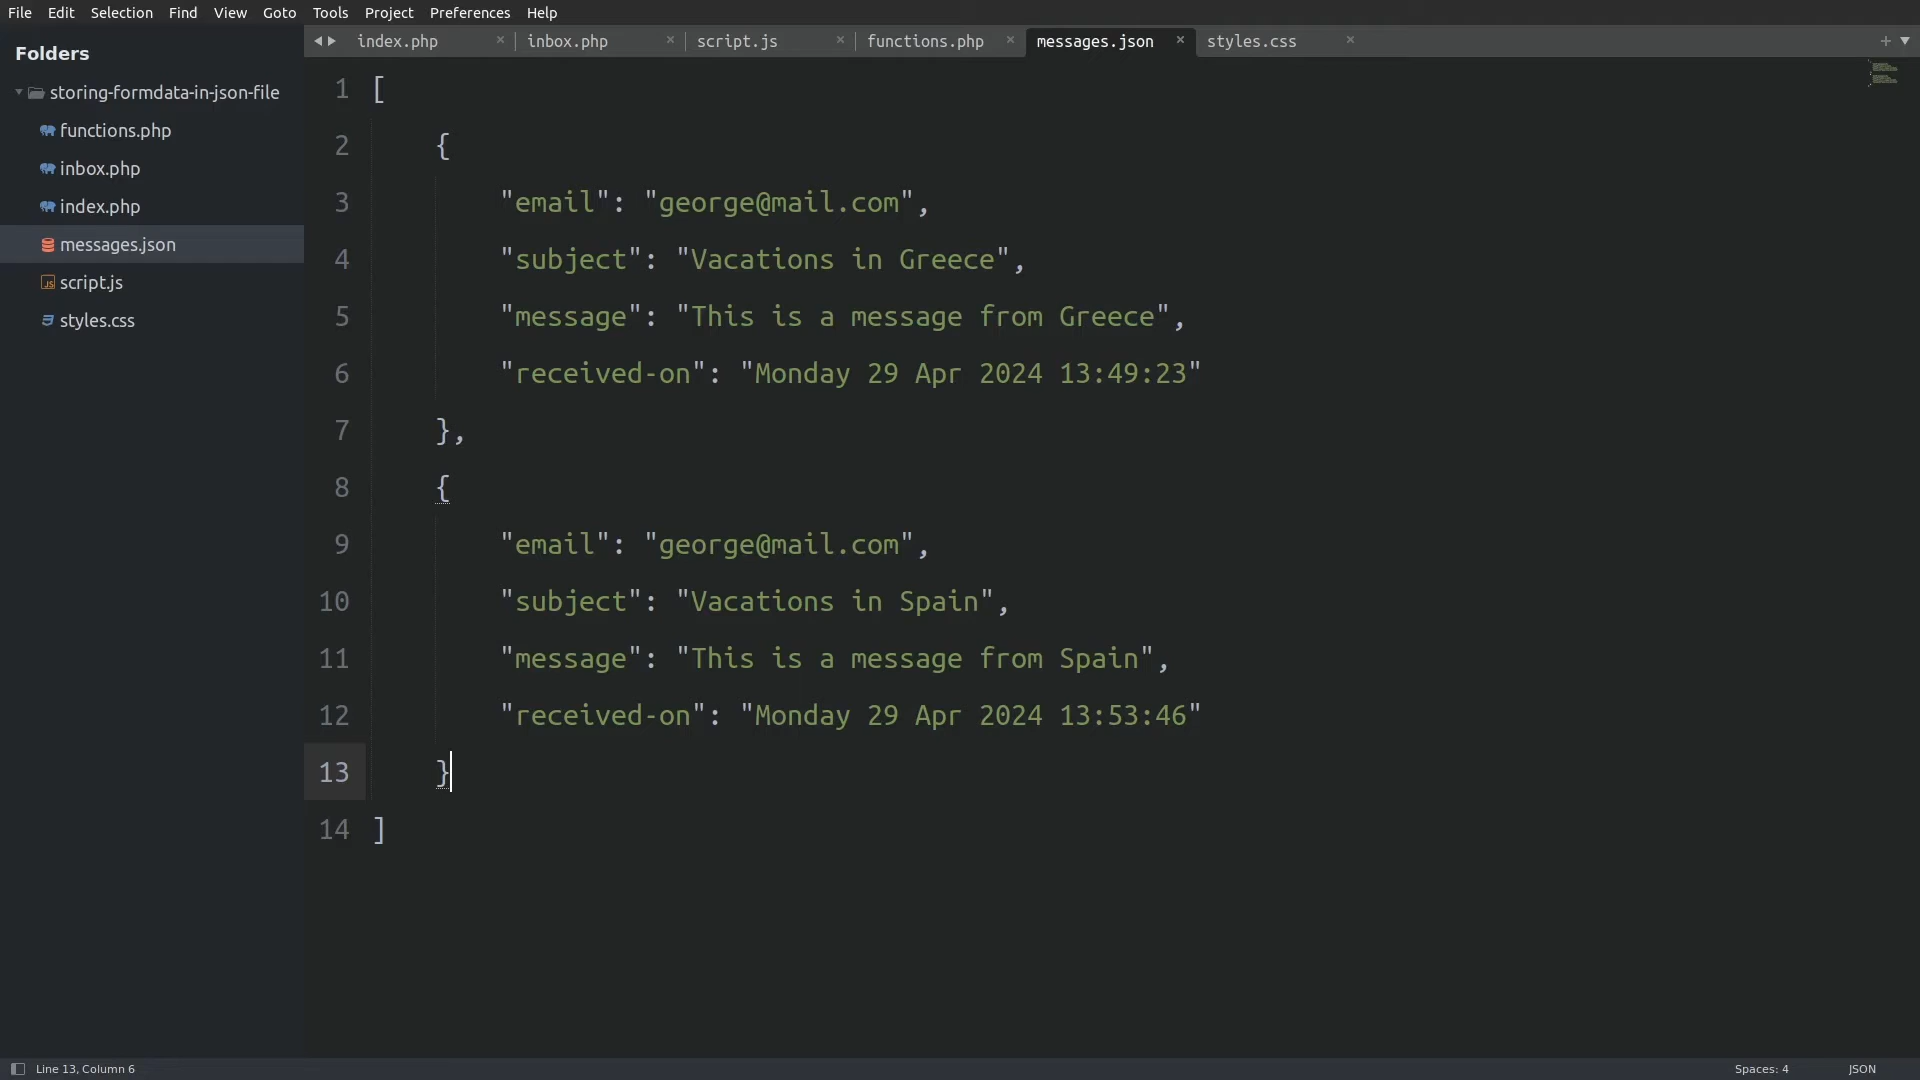 File Edit Selection Find View Goto Tools Project Preferences Help
Folders
storing-formdata-in-json-file
functions.php
inbox.php
index.php
messages.json
script.js
styles.css
index.php × inbox.php × script.js × functions.php × messages.json × styles.css × +
1 [
2 {
3 "email": "george@mail.com",
4 "subject": "Vacations in Greece",
5 "message": "This is a message from Greece",
6 "received-on": "Monday 29 Apr 2024 13:49:23"
7 },
8 {
9 "email": "george@mail.com",
10 "subject": "Vacations in Spain",
11 "message": "This is a message from Spain",
12 "received-on": "Monday 29 Apr 2024 13:53:46"
13 }
14 ]
Line 13, Column 6 Spaces: 4 JSON